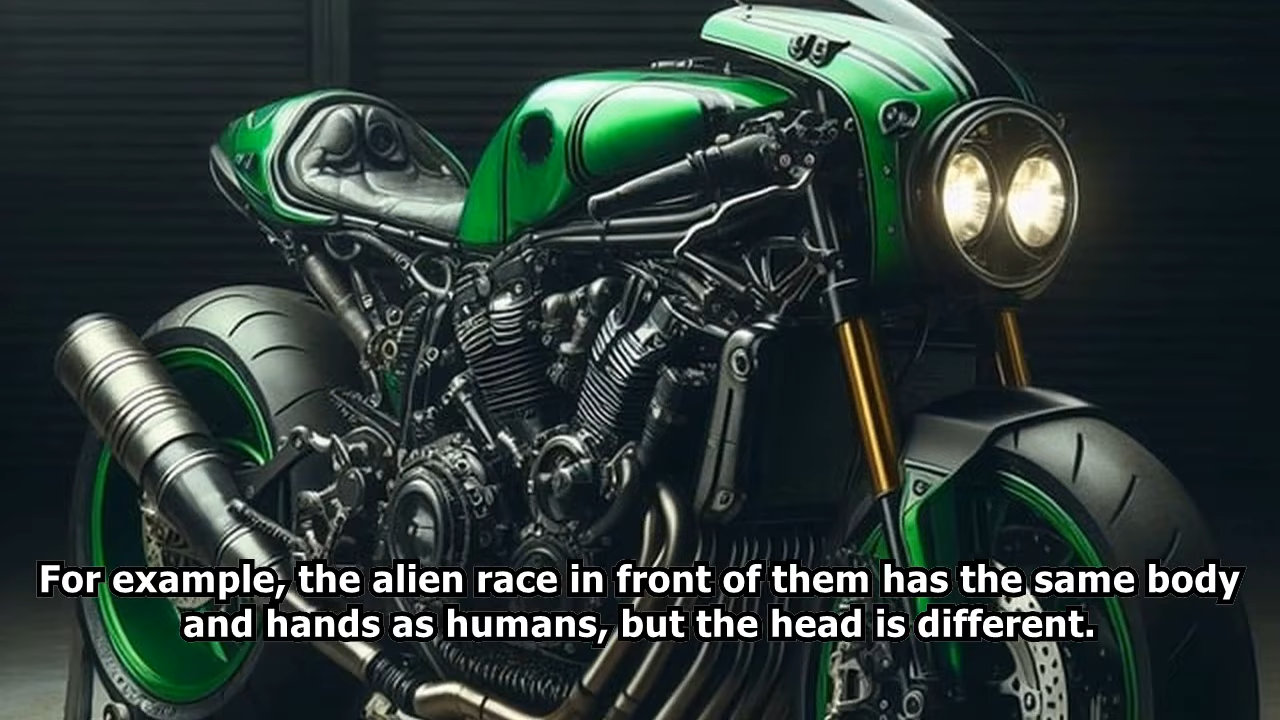 For example, the alien race in front of them has the same body
and hands as humans, but the head is different.